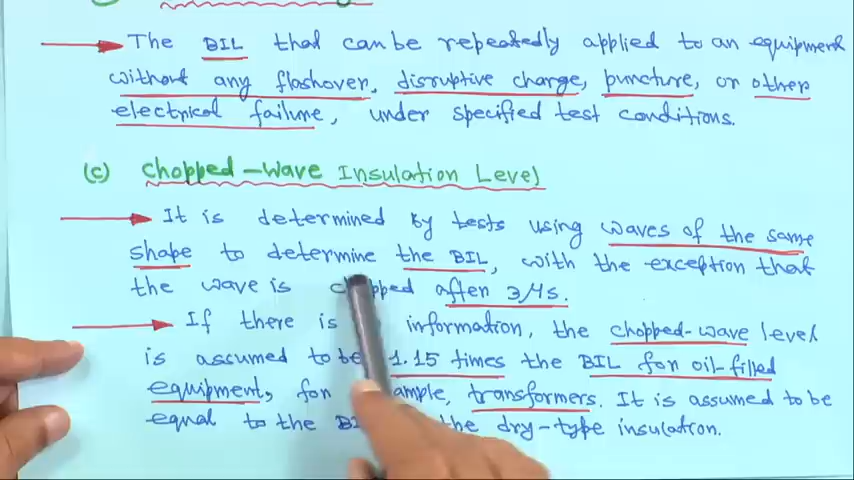 The BIL that can be repeatedly applied to an equipment
without any flashover, disruptive charge, puncture, or other
electrical failure, under specified test conditions.
(c) Chopped-Wave Insulation Level
It is determined by tests using waves of the same
shape to determine the BIL, with the exception that
the wave is chopped after 3μs.
If there is information, the chopped-wave level
is assumed to be 1.15 times the BIL for oil-filled
equipment, for transformers. It is assumed to be
equal to the the dry-type insulation.